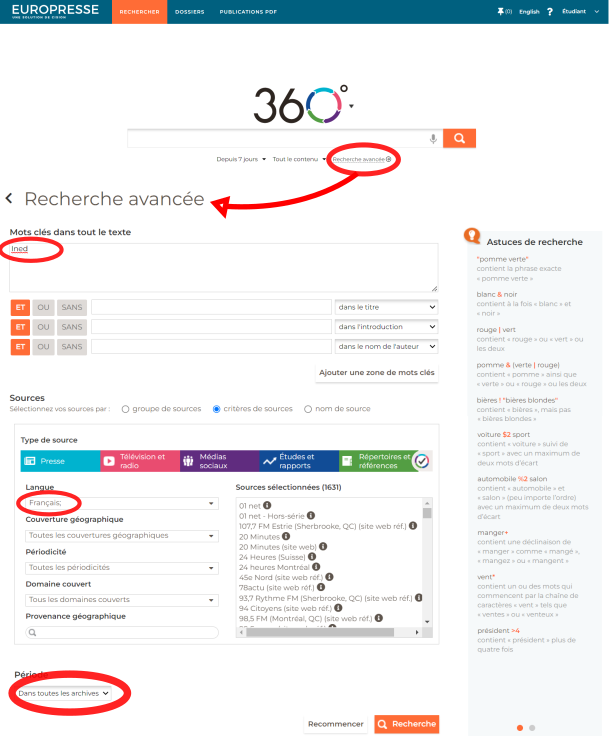 EUROPRESSE
UNE SOLUTION DE CISION
RECHERCHER DOSSIERS PUBLICATIONS PDF
(0) English ? Étudiant
360°
Depuis 7 jours Tout le contenu Recherche avancée
Recherche avancée
Mots clés dans tout le texte
Ined
ET OU SANS dans le titre
ET OU SANS dans l'introduction
ET OU SANS dans le nom de l'auteur
Ajouter une zone de mots clés
Sources
Sélectionnez vos sources par : groupe de sources critères de sources nom de source
Type de source
Presse
Télévision et radio
Médias sociaux
Études et rapports
Répertoires et références
Langue
Français;
Couverture géographique
Toutes les couvertures géographiques
Périodicité
Toutes les périodicités
Domaine couvert
Tous les domaines couverts
Provenance géographique
Sources sélectionnées (1631)
01 net
01 net - Hors-série
107,7 FM Estrie (Sherbrooke, QC) (site web réf.)
20 Minutes
20 Minutes (site web)
24 Heures (Suisse)
24 heures Montréal
45e Nord (site web réf.)
78actu (site web réf.)
93,7 Rythme FM (Sherbrooke, QC) (site web réf.)
94 Citoyens (site web réf.)
98,5 FM (Montréal, QC) (site web réf.)
Période
Dans toutes les archives
Recommencer Recherche
Astuces de recherche
"pomme verte"
contient la phrase exacte
« pomme verte »
blanc & noir
contient à la fois « blanc » et
« noir »
rouge | vert
contient « rouge » ou « vert » ou
les deux
pomme & (verte | rouge)
contient « pomme » ainsi que
« verte » ou « rouge » ou les deux
bières ! "bières blondes"
contient « bières », mais pas
« bières blondes »
voiture $2 sport
contient « voiture » suivi de
« sport » avec un maximum de
deux mots d'écart
automobile %2 salon
contient « automobile » et
« salon » (peu importe l'ordre)
avec un maximum de deux mots
d'écart
manger+
contient une déclinaison de
« manger » comme « mangé »,
« mangez » ou « mangent »
vent*
contient un ou des mots qui
commencent par la chaîne de
caractères « vent » tels que
« ventes » ou « venteux »
président >4
contient « président » plus de
quatre fois